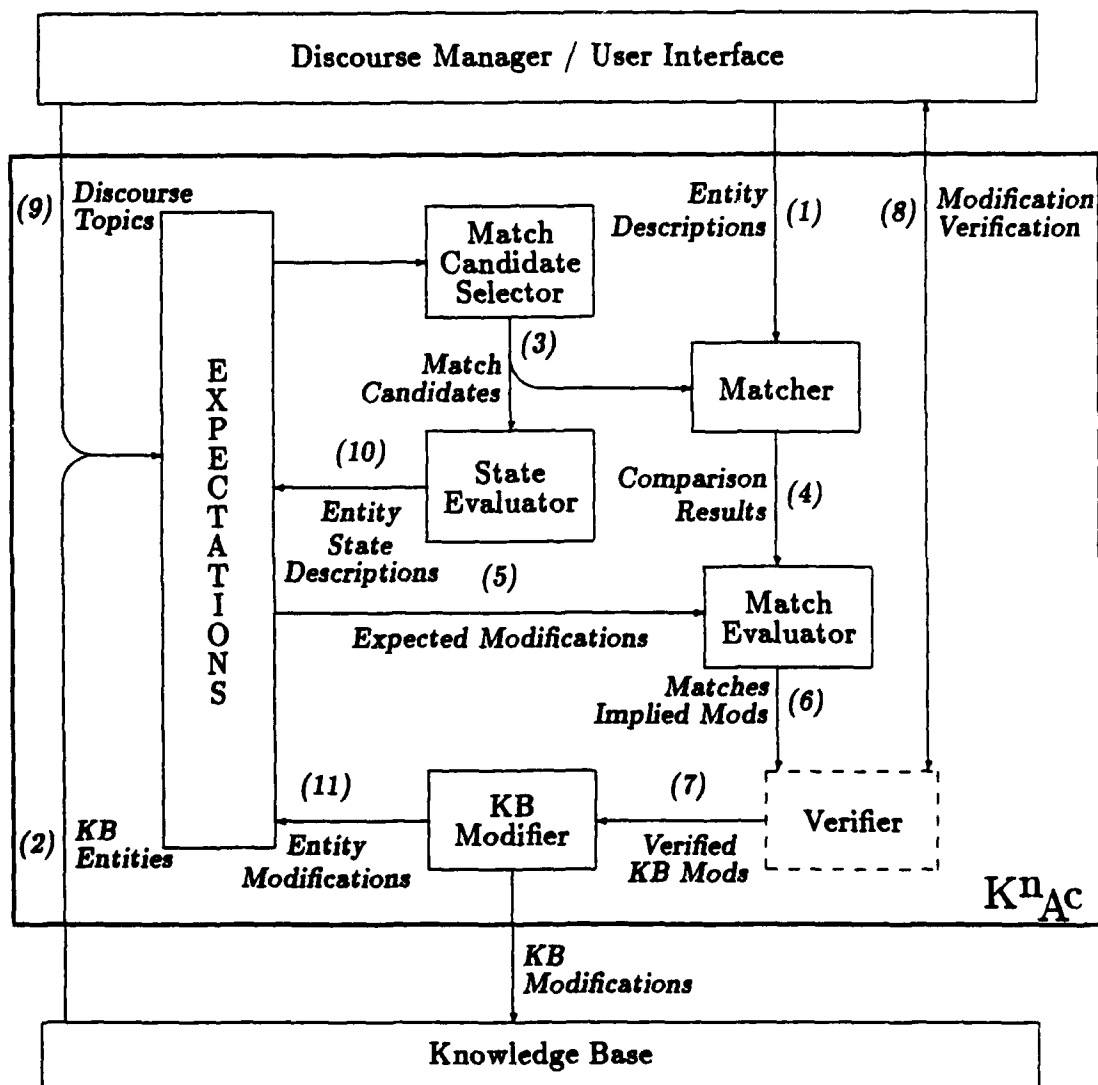 Discourse Manager / User Interface
(9)
Discourse
Topics
Match
Candidate
Selector
Entity
Descriptions
(1)
(8)
Modification
Verification
(3)
Match
Candidates
Matcher
EXPECTATIONS
(10)
State
Evaluator
Entity
State
Descriptions
Comparison
Results
(4)
(5)
Expected Modifications
Match
Evaluator
Matches
Implied Mods
(6)
(11)
KB
Modifier
(7)
Verifier
(2)
KB
Entities
Entity
Modifications
Verified
KB Mods
KnAc
KB
Modifications
Knowledge Base